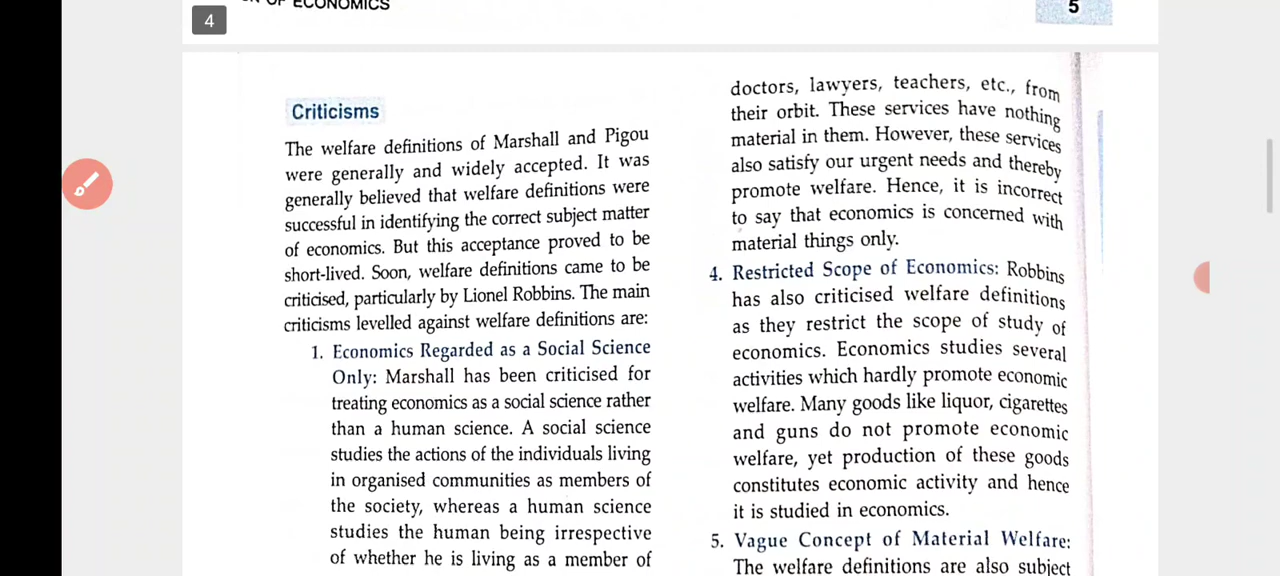 OF ECONOMICS
5
4
Criticisms
The welfare definitions of Marshall and Pigou
were generally and widely accepted. It was
generally believed that welfare definitions were
successful in identifying the correct subject matter
of economics. But this acceptance proved to be
short-lived. Soon, welfare definitions came to be
criticised, particularly by Lionel Robbins. The main
criticisms levelled against welfare definitions are:
1. Economics Regarded as a Social Science
Only: Marshall has been criticised for
treating economics as a social science rather
than a human science. A social science
studies the actions of the individuals living
in organised communities as members of
the society, whereas a human science
studies the human being irrespective
of whether he is living as a member of
doctors, lawyers, teachers, etc., from
their orbit. These services have nothing
material in them. However, these services
also satisfy our urgent needs and thereby
promote welfare. Hence, it is incorrect
to say that economics is concerned with
material things only.
4. Restricted Scope of Economics: Robbins
has also criticised welfare definitions
as they restrict the scope of study of
economics. Economics studies several
activities which hardly promote economic
welfare. Many goods like liquor, cigarettes
and guns do not promote economic
welfare, yet production of these goods
constitutes economic activity and hence
it is studied in economics.
5. Vague Concept of Material Welfare:
The welfare definitions are also subject